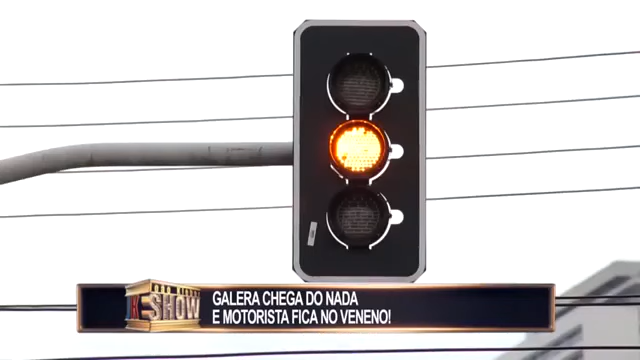 SHOW
GALERA CHEGA DO NADA
E MOTORISTA FICA NO VENENO!